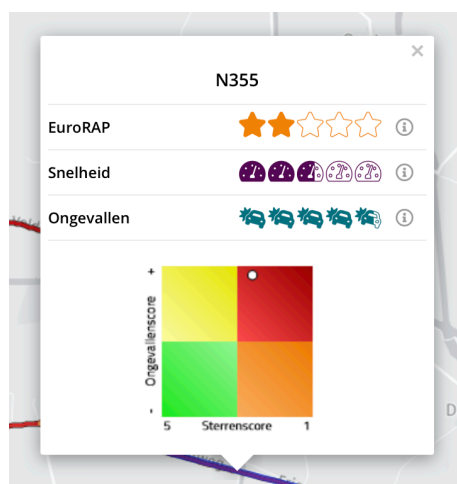 ×
N355
EuroRAP
Snelheid
Ongevallen
+
Ongevallenscore
-
5 Sterrenscore 1